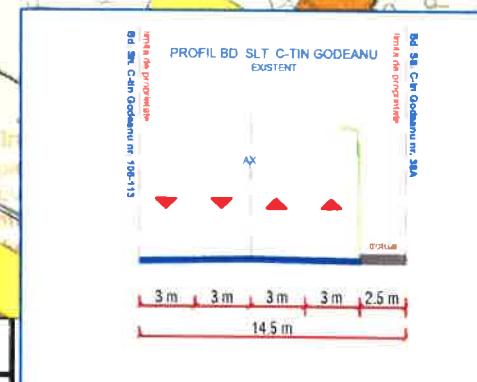 PROFIL BD SLT C-TIN GODEANU
EXISTENT
limita de proprietate
Bd Slt. C-tin Godeanu nr. 106-113
limita de proprietate
Bd Slt. C-tin Godeanu nr. 38A
AX
trotuar
3 m 3 m 3 m 3 m 2.5 m
14.5 m